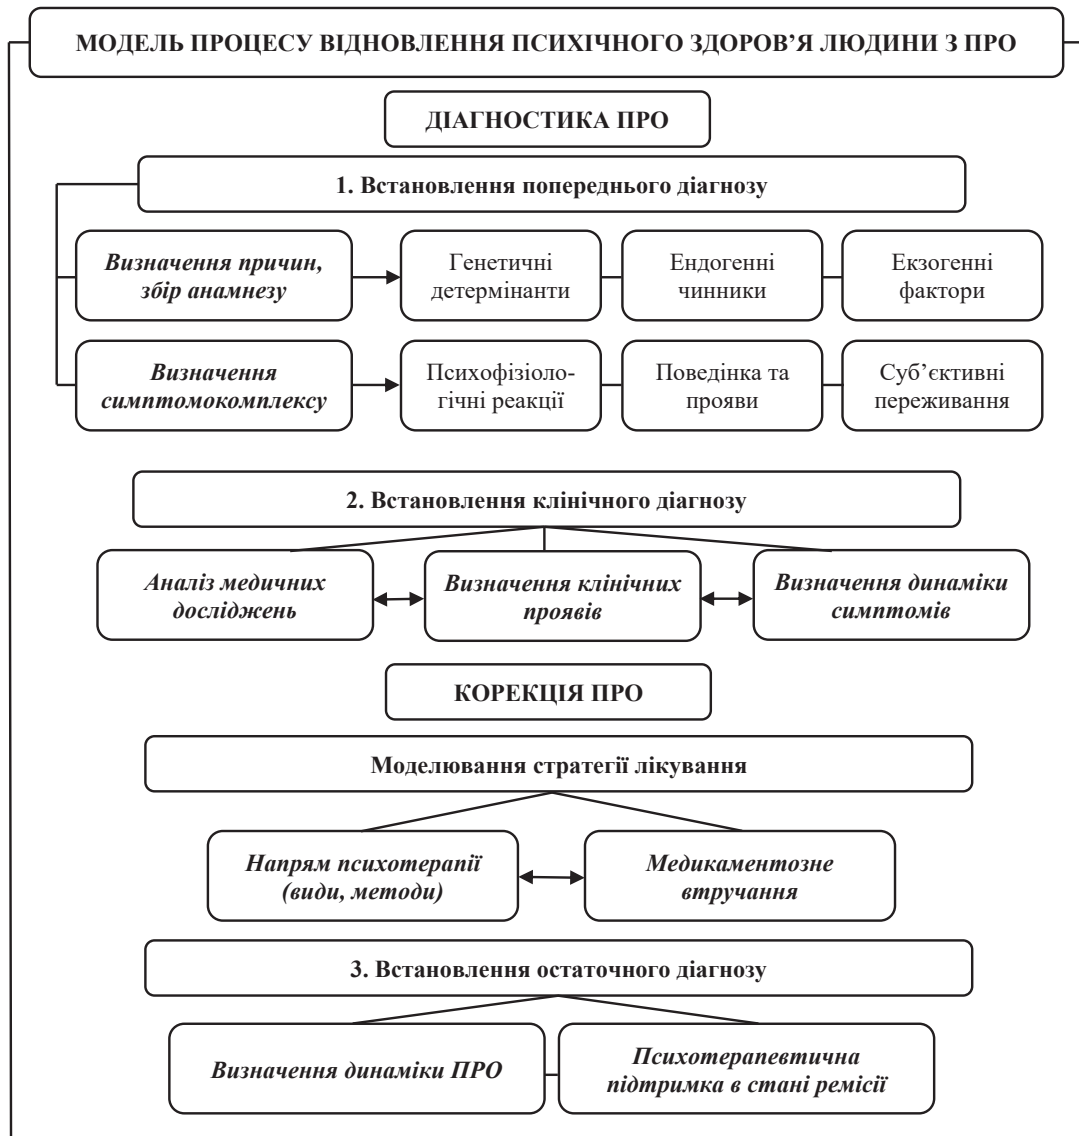 МОДЕЛЬ ПРОЦЕСУ ВІДНОВЛЕННЯ ПСИХІЧНОГО ЗДОРОВ’Я ЛЮДИНИ З ПРО
ДІАГНОСТИКА ПРО
1. Встановлення попереднього діагнозу
Визначення причин,
збір анамнезу
Генетичні
детермінанти
Ендогенні
чинники
Екзогенні
фактори
Визначення
симптомокомплексу
Психофізіоло-
гічні реакції
Поведінка та
прояви
Суб’єктивні
переживання
2. Встановлення клінічного діагнозу
Аналіз медичних
досліджень
Визначення клінічних
проявів
Визначення динаміки
симптомів
КОРЕКЦІЯ ПРО
Моделювання стратегії лікування
Напрям психотерапії
(види, методи)
Медикаментозне
втручання
3. Встановлення остаточного діагнозу
Визначення динаміки ПРО
Психотерапевтична
підтримка в стані ремісії